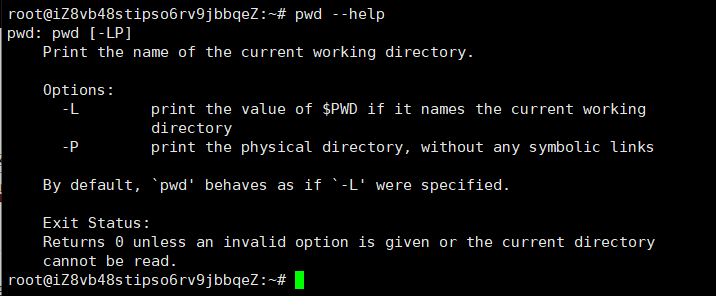 root@iZ8vb48stipso6rv9jbbqeZ:~# pwd --help
pwd: pwd [-LP]
Print the name of the current working directory.
Options:
-L print the value of $PWD if it names the current working
directory
-P print the physical directory, without any symbolic links
By default, `pwd' behaves as if `-L' were specified.
Exit Status:
Returns 0 unless an invalid option is given or the current directory
cannot be read.
root@iZ8vb48stipso6rv9jbbqeZ:~#